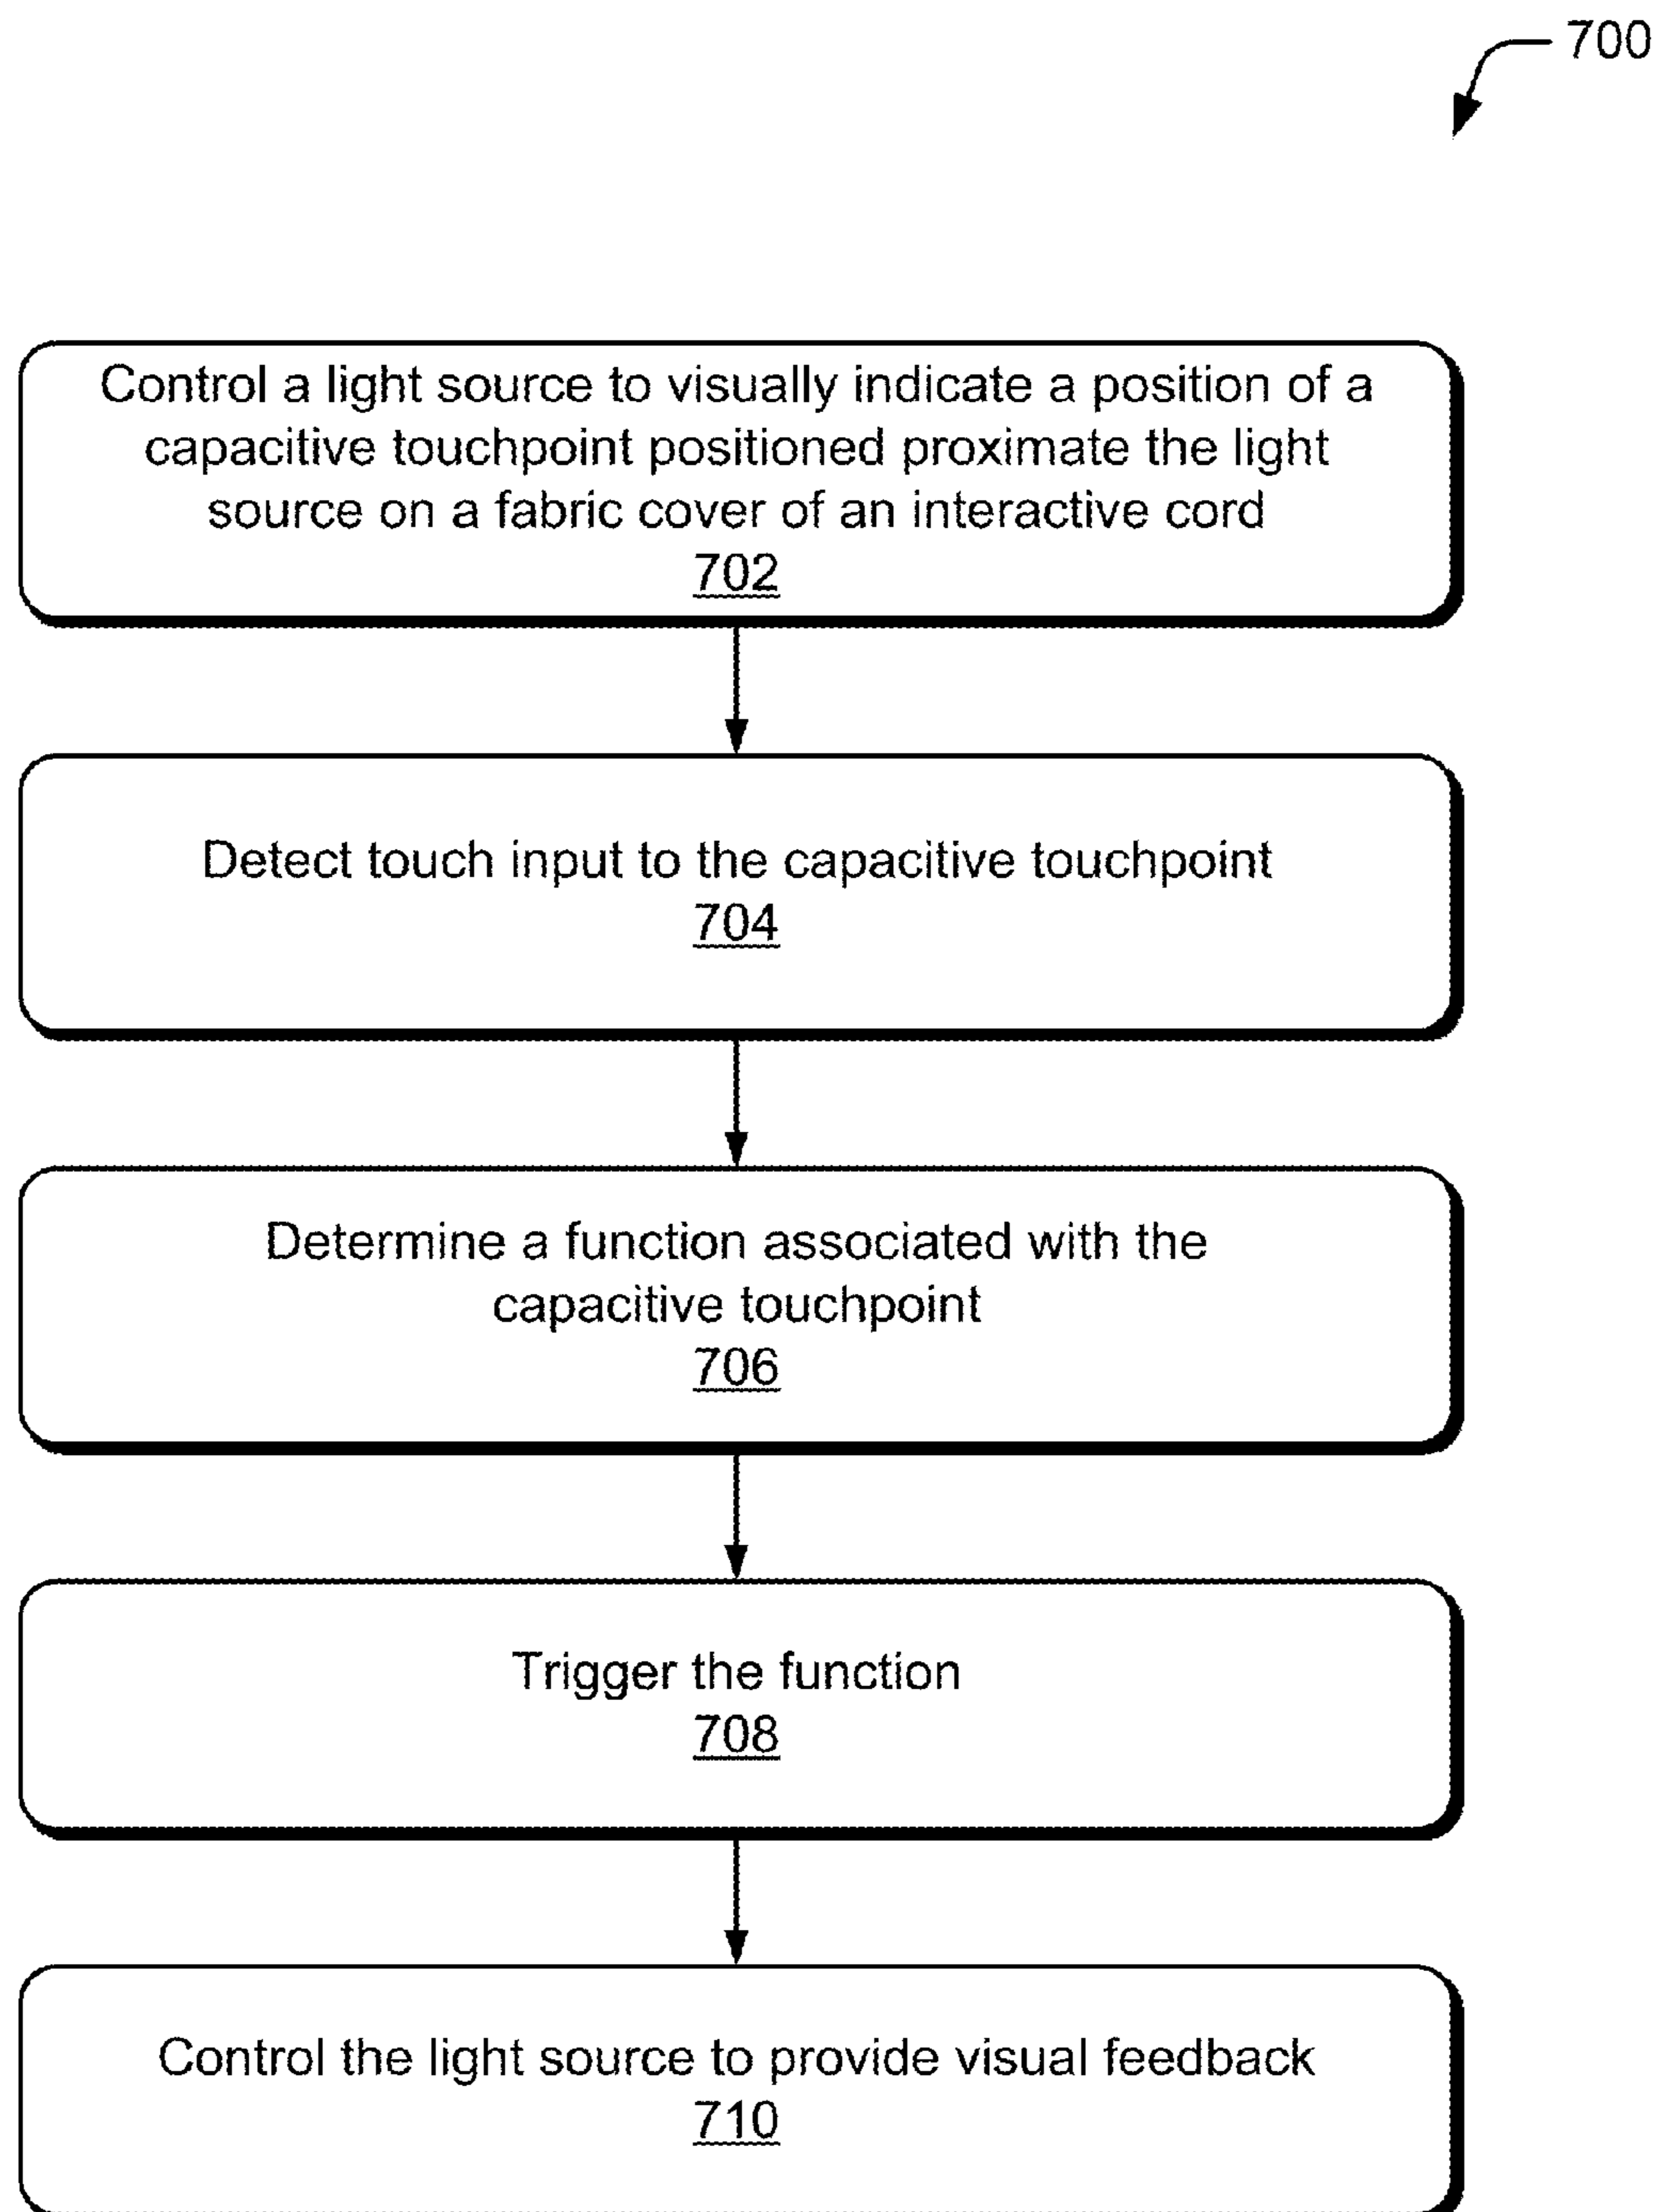 700
Control a light source to visually indicate a position of a
capacitive touchpoint positioned proximate the light
source on a fabric cover of an interactive cord
702
Detect touch input to the capacitive touchpoint
704
Determine a function associated with the
capacitive touchpoint
706
Trigger the function
708
Control the light source to provide visual feedback
710